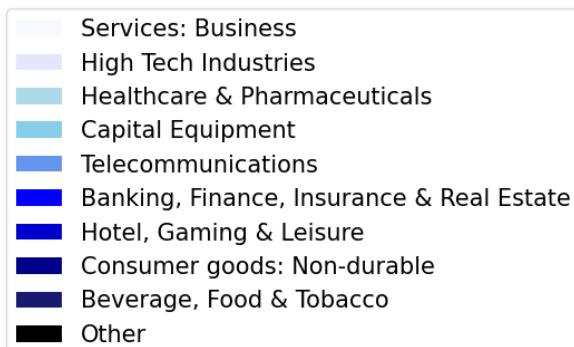 Services: Business
High Tech Industries
Healthcare & Pharmaceuticals
Capital Equipment
Telecommunications
Banking, Finance, Insurance & Real Estate
Hotel, Gaming & Leisure
Consumer goods: Non-durable
Beverage, Food & Tobacco
Other